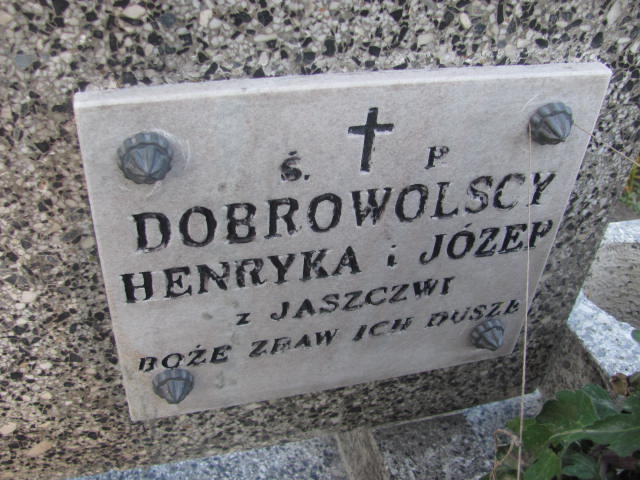 Ś. P
DOBROWOLSCY
HENRYKA i JÓZEF
z JASZCZWI
BOŻE ZBAW ICH DUSZE